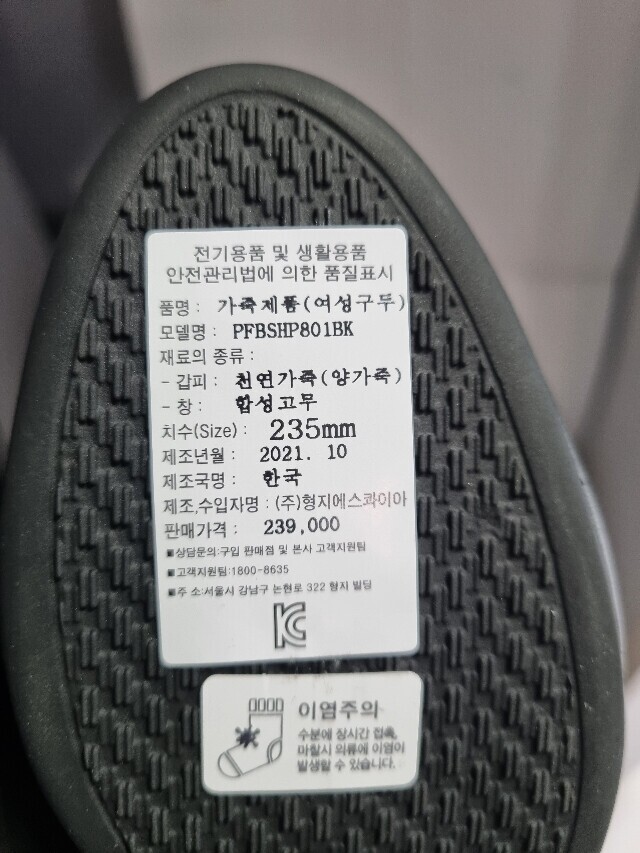 전기용품 및 생활용품
안전관리법에 의한 품질표시
품명 : 가죽제품(여성구두)
모델명 : PFBSHP801BK
재료의 종류 :
- 갑피 : 천연가죽(양가죽)
- 창 : 합성고무
치수(Size) : 235mm
제조년월 : 2021. 10
제조국명 : 한국
제조,수입자명 : (주)형지에스콰이아
판매가격 : 239,000
■상담문의:구입 판매점 및 본사 고객지원팀
■고객지원팀:1800-8635
■주 소:서울시 강남구 논현로 322 형지 빌딩
KC
이염주의
수분에 장시간 접촉,
마찰시 의류에 이염이
발생할 수 있습니다.